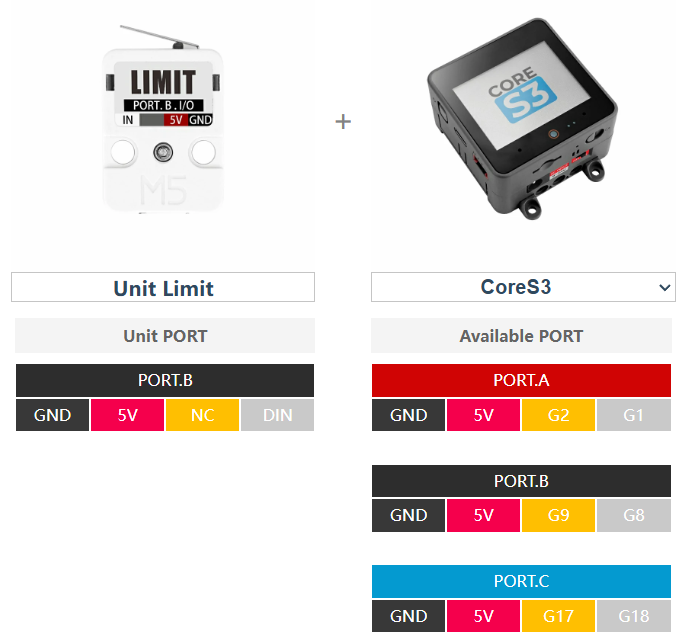 LIMIT
PORT. B . I/O
IN 5V GND
M5
CORE
S3
+
Unit Limit
CoreS3
Unit PORT
Available PORT
PORT.B
GND 5V NC DIN
PORT.A
GND 5V G2 G1
PORT.B
GND 5V G9 G8
PORT.C
GND 5V G17 G18